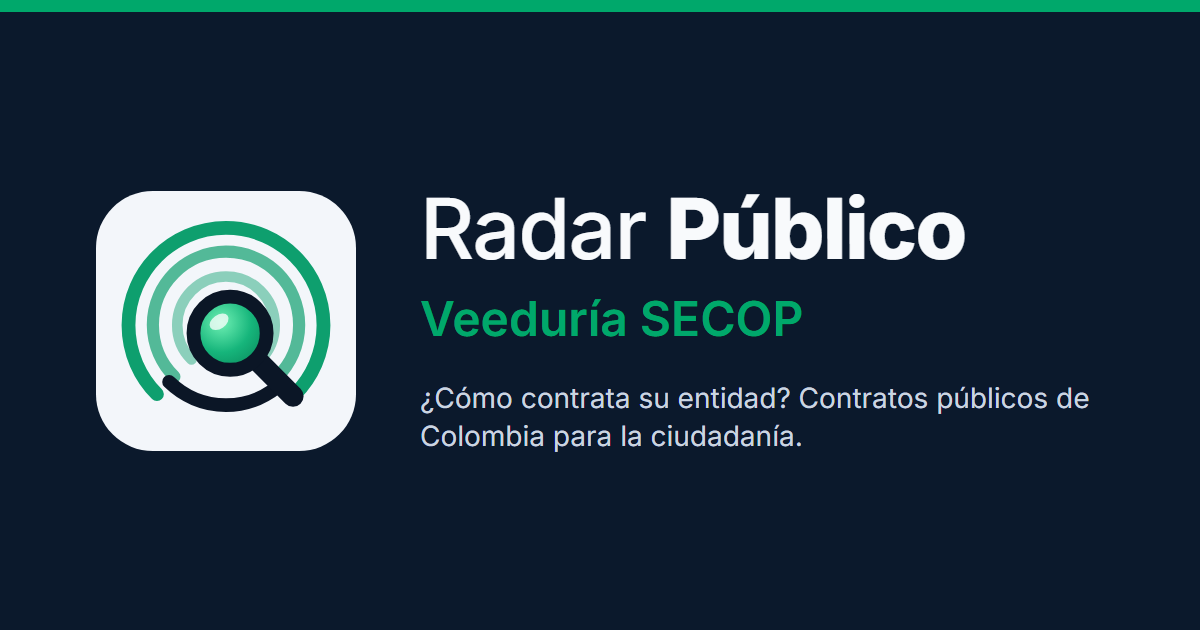 Radar Público
Veeduría SECOP
¿Cómo contrata su entidad? Contratos públicos de
Colombia para la ciudadanía.